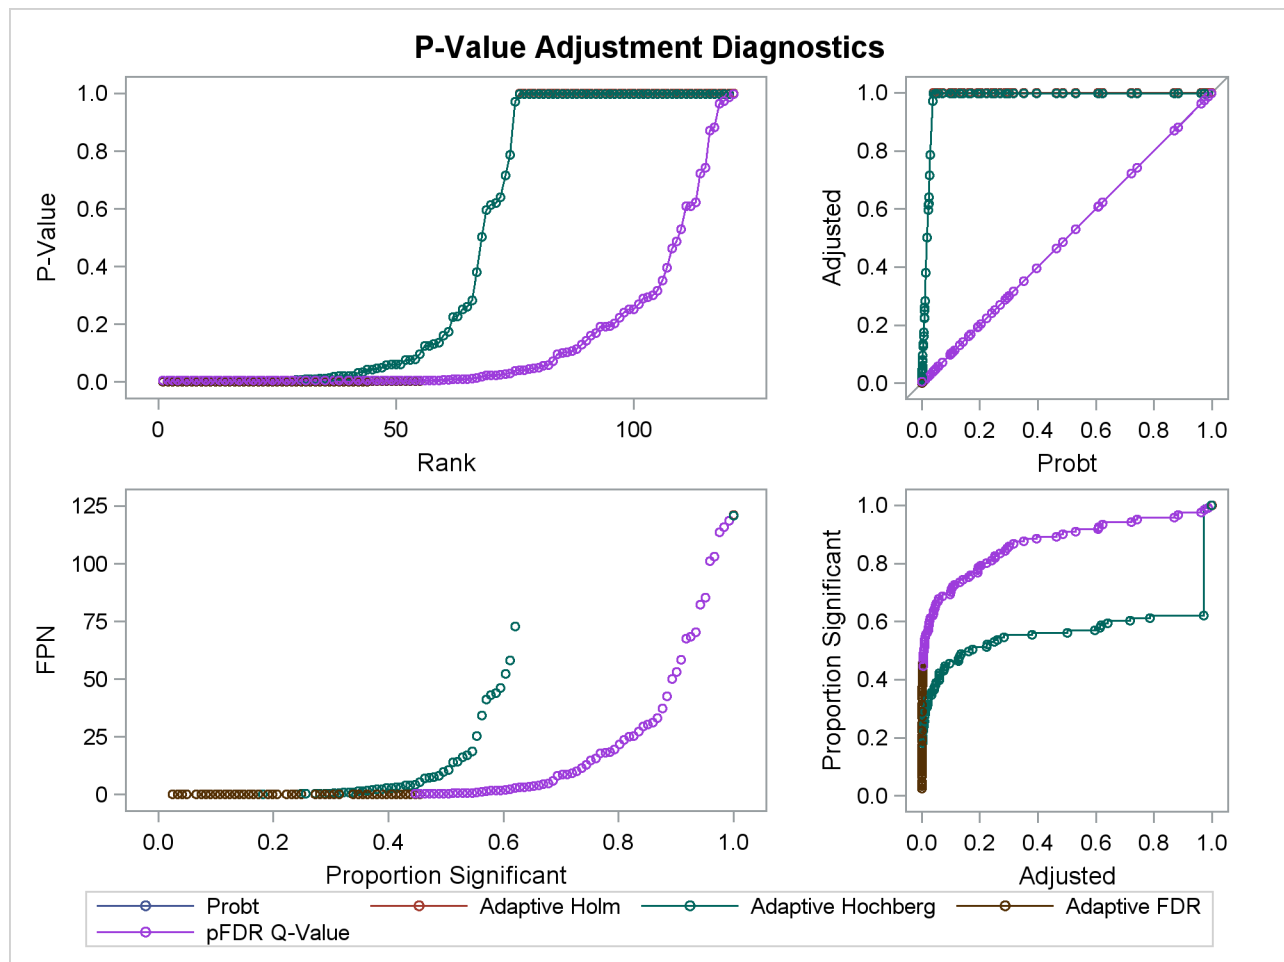 P-Value Adjustment Diagnostics
1.0
0.8
0.6
0.4
0.2
0.0
P-Value
0 50 100
Rank
1.0
0.8
0.6
0.4
0.2
0.0
Adjusted
0.0 0.2 0.4 0.6 0.8 1.0
Probt
125
100
75
50
25
0
FPN
0.0 0.2 0.4 0.6 0.8 1.0
Proportion Significant
1.0
0.8
0.6
0.4
0.2
0.0
Proportion Significant
0.0 0.2 0.4 0.6 0.8 1.0
Adjusted
Probt Adaptive Holm Adaptive Hochberg Adaptive FDR
pFDR Q-Value